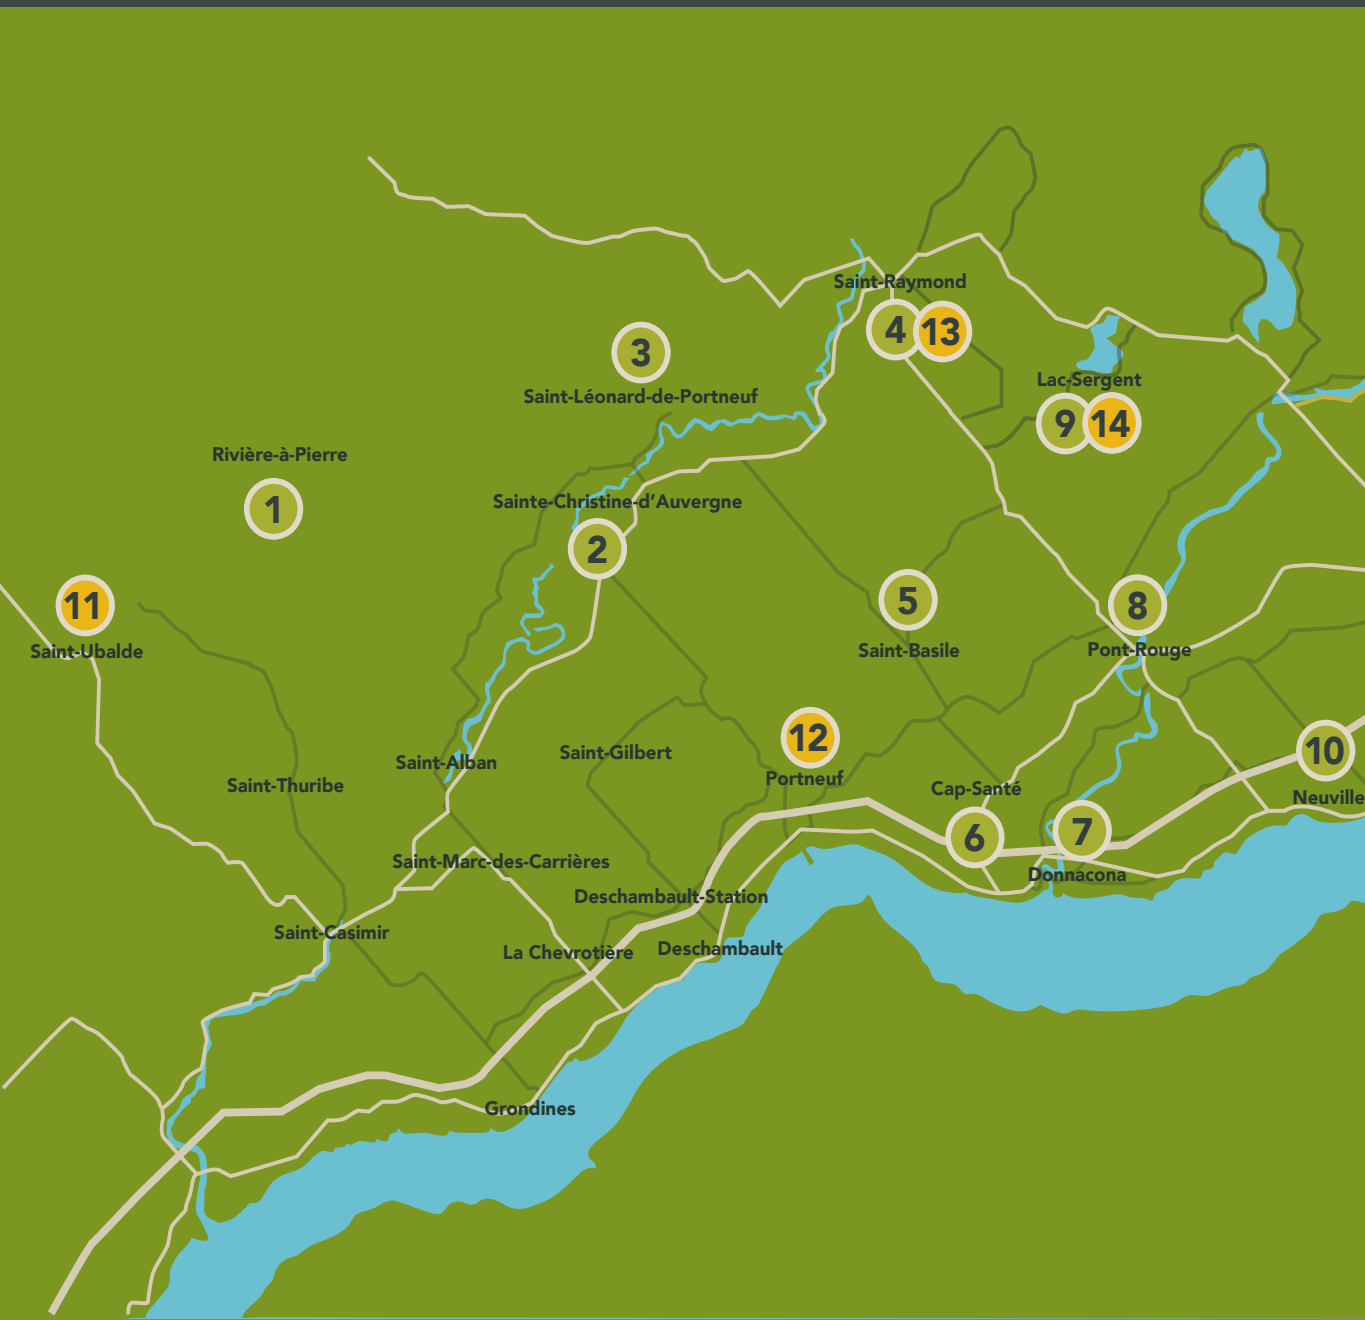 Saint-Raymond
4
13
3
Lac-Sergent
Saint-Léonard-de-Portneuf
9
14
Rivière-à-Pierre
1
Sainte-Christine-d’Auvergne
2
11
5
8
Saint-Ubalde
Saint-Basile
Pont-Rouge
12
10
Saint-Gilbert
Saint-Alban
Portneuf
Saint-Thuribe
Cap-Santé
Neuville
6
7
Saint-Marc-des-Carrières
Donnacona
Deschambault-Station
Saint-Casimir
Deschambault
La Chevrotière
Grondines